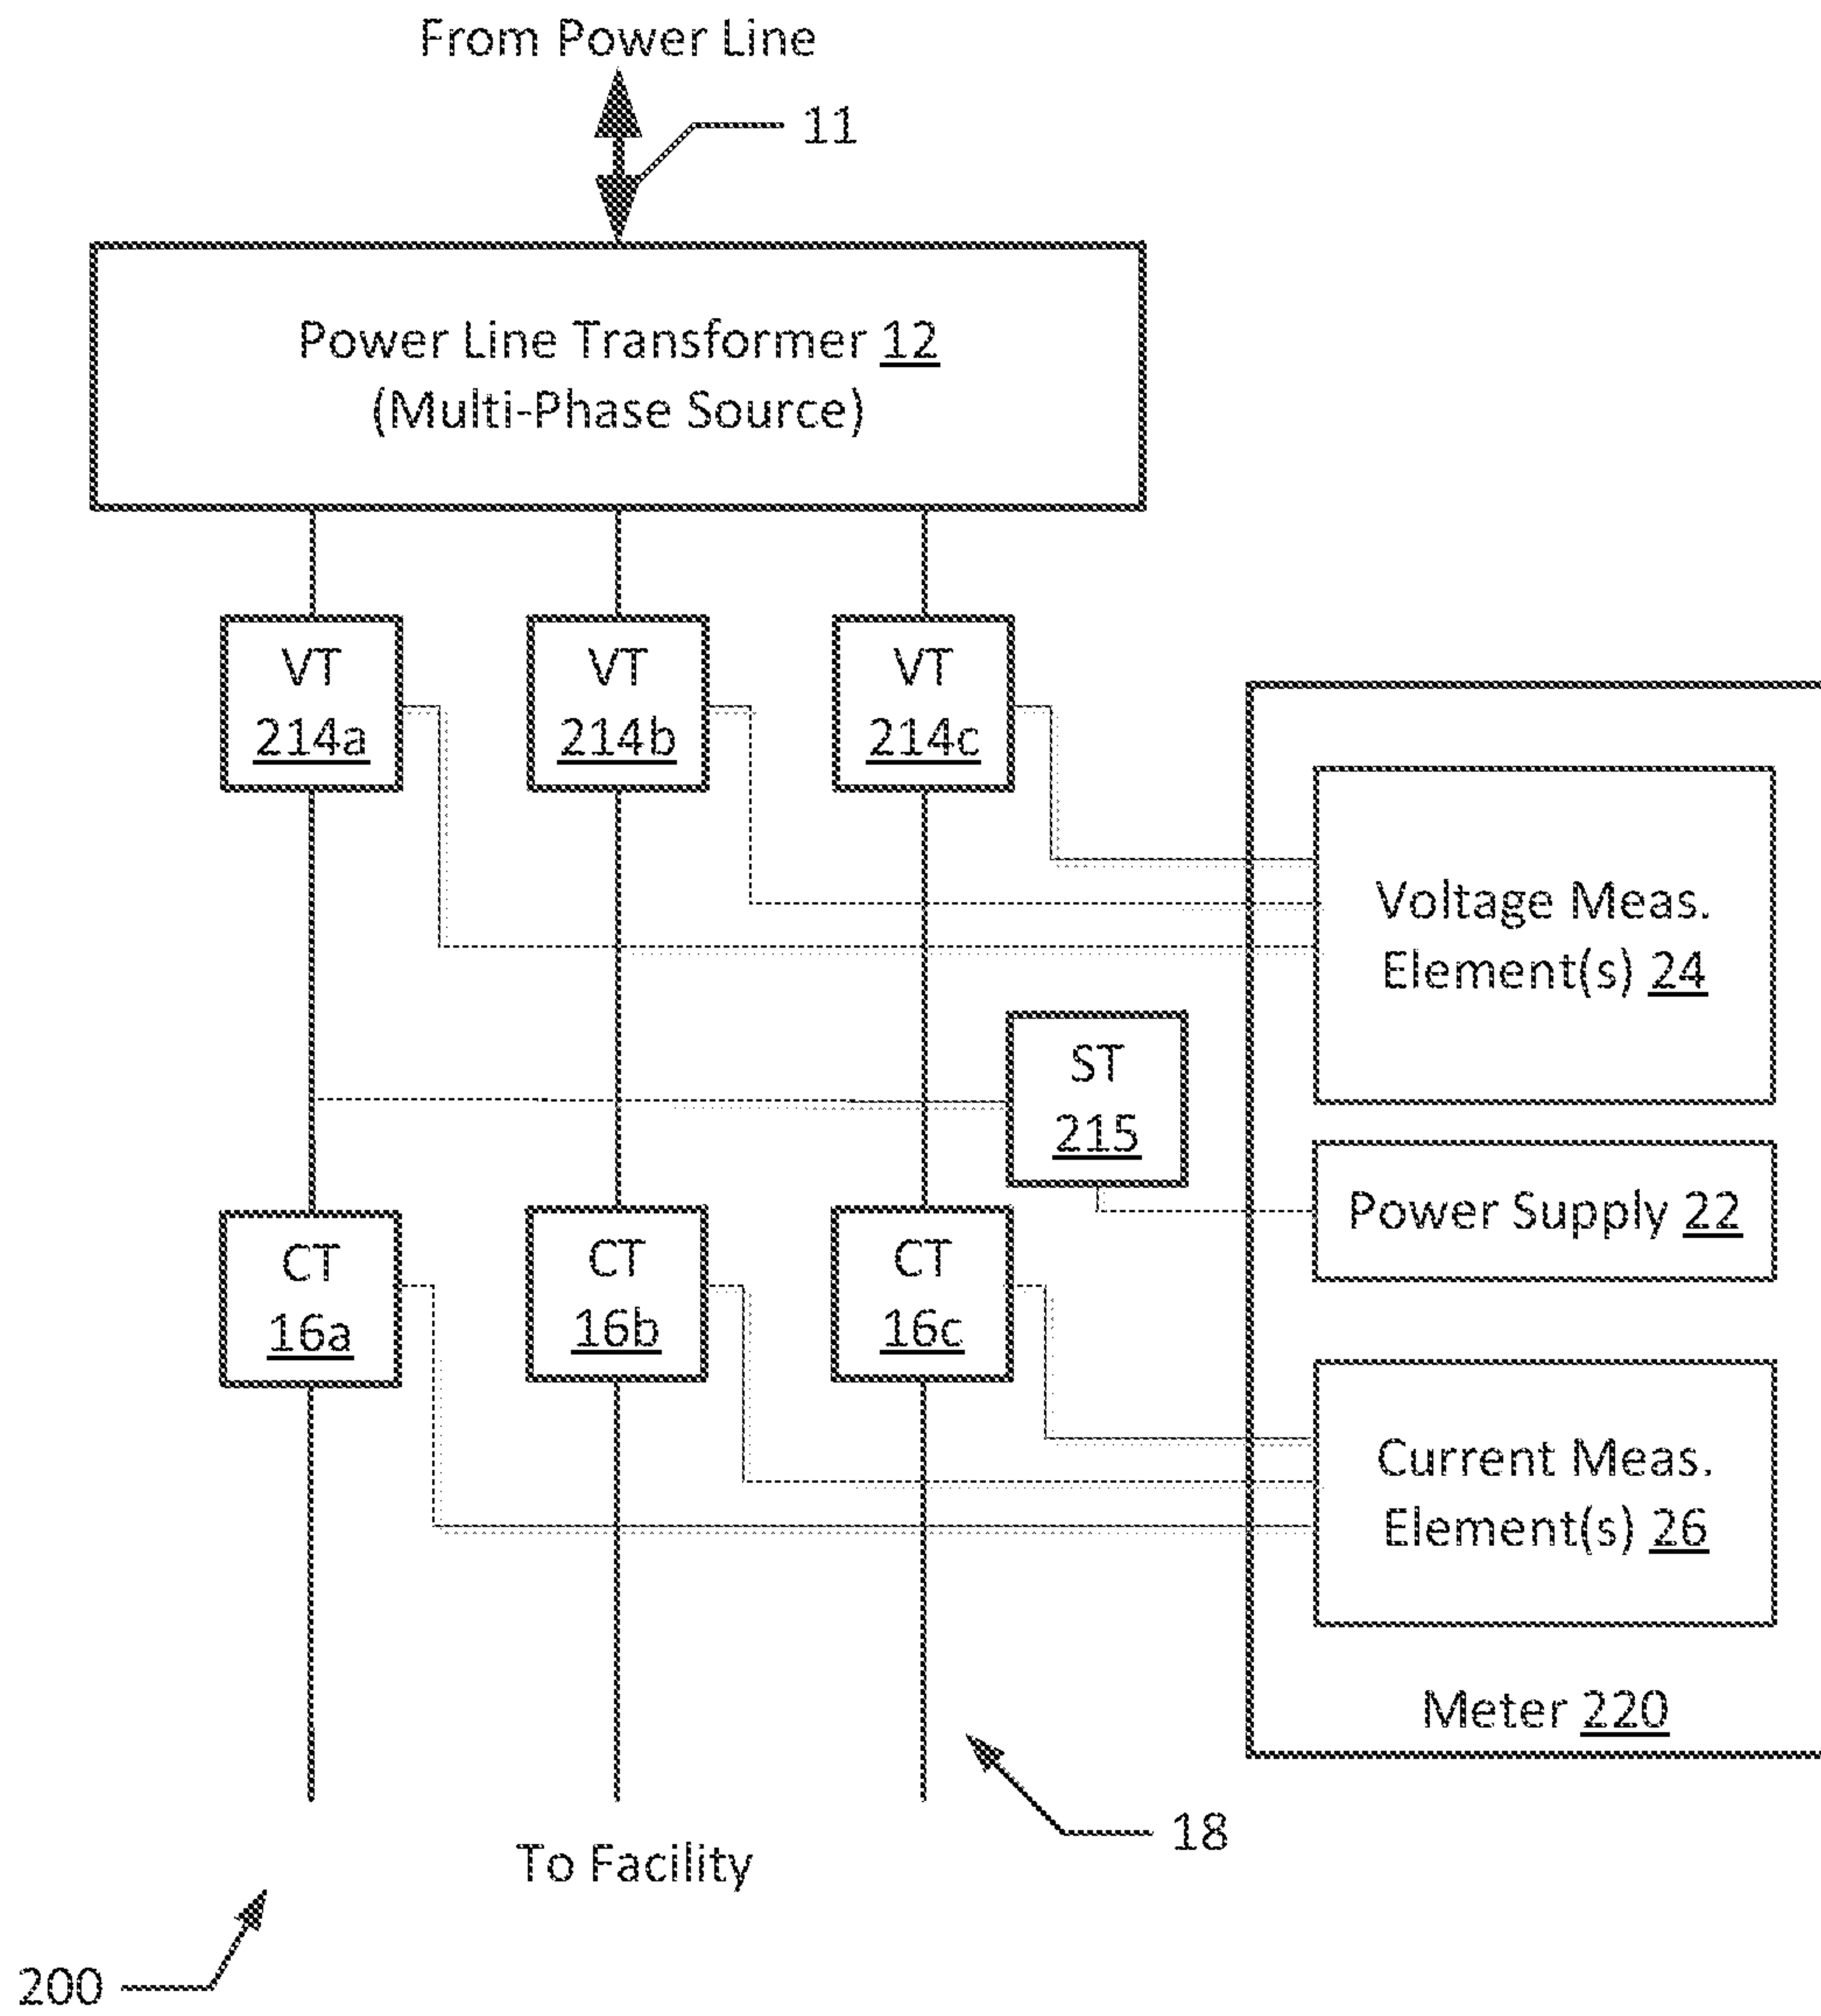 From Power Line
11
Power Line Transformer 12
(Multi-Phase Source)
VT
214a
VT
214b
VT
214c
Voltage Meas.
Element(s) 24
ST
215
Power Supply 22
CT
16a
CT
16b
CT
16c
Current Meas.
Element(s) 26
Meter 220
18
To Facility
200